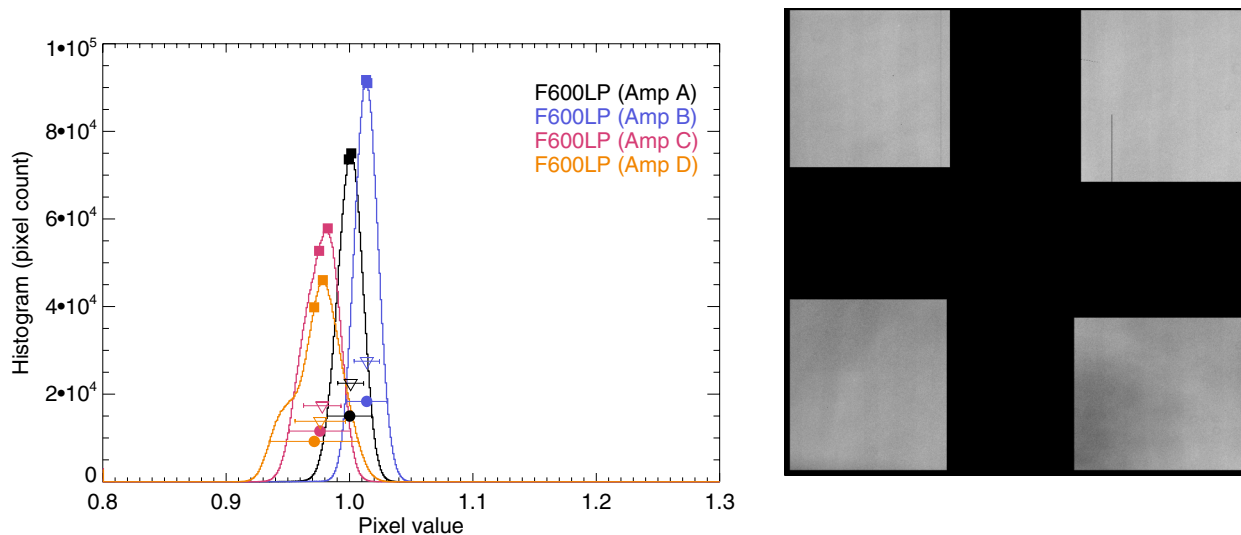 1•10⁵
8•10⁴
6•10⁴
4•10⁴
2•10⁴
0
Histogram (pixel count)
F600LP (Amp A)
F600LP (Amp B)
F600LP (Amp C)
F600LP (Amp D)
0.8 0.9 1.0 1.1 1.2 1.3
Pixel value